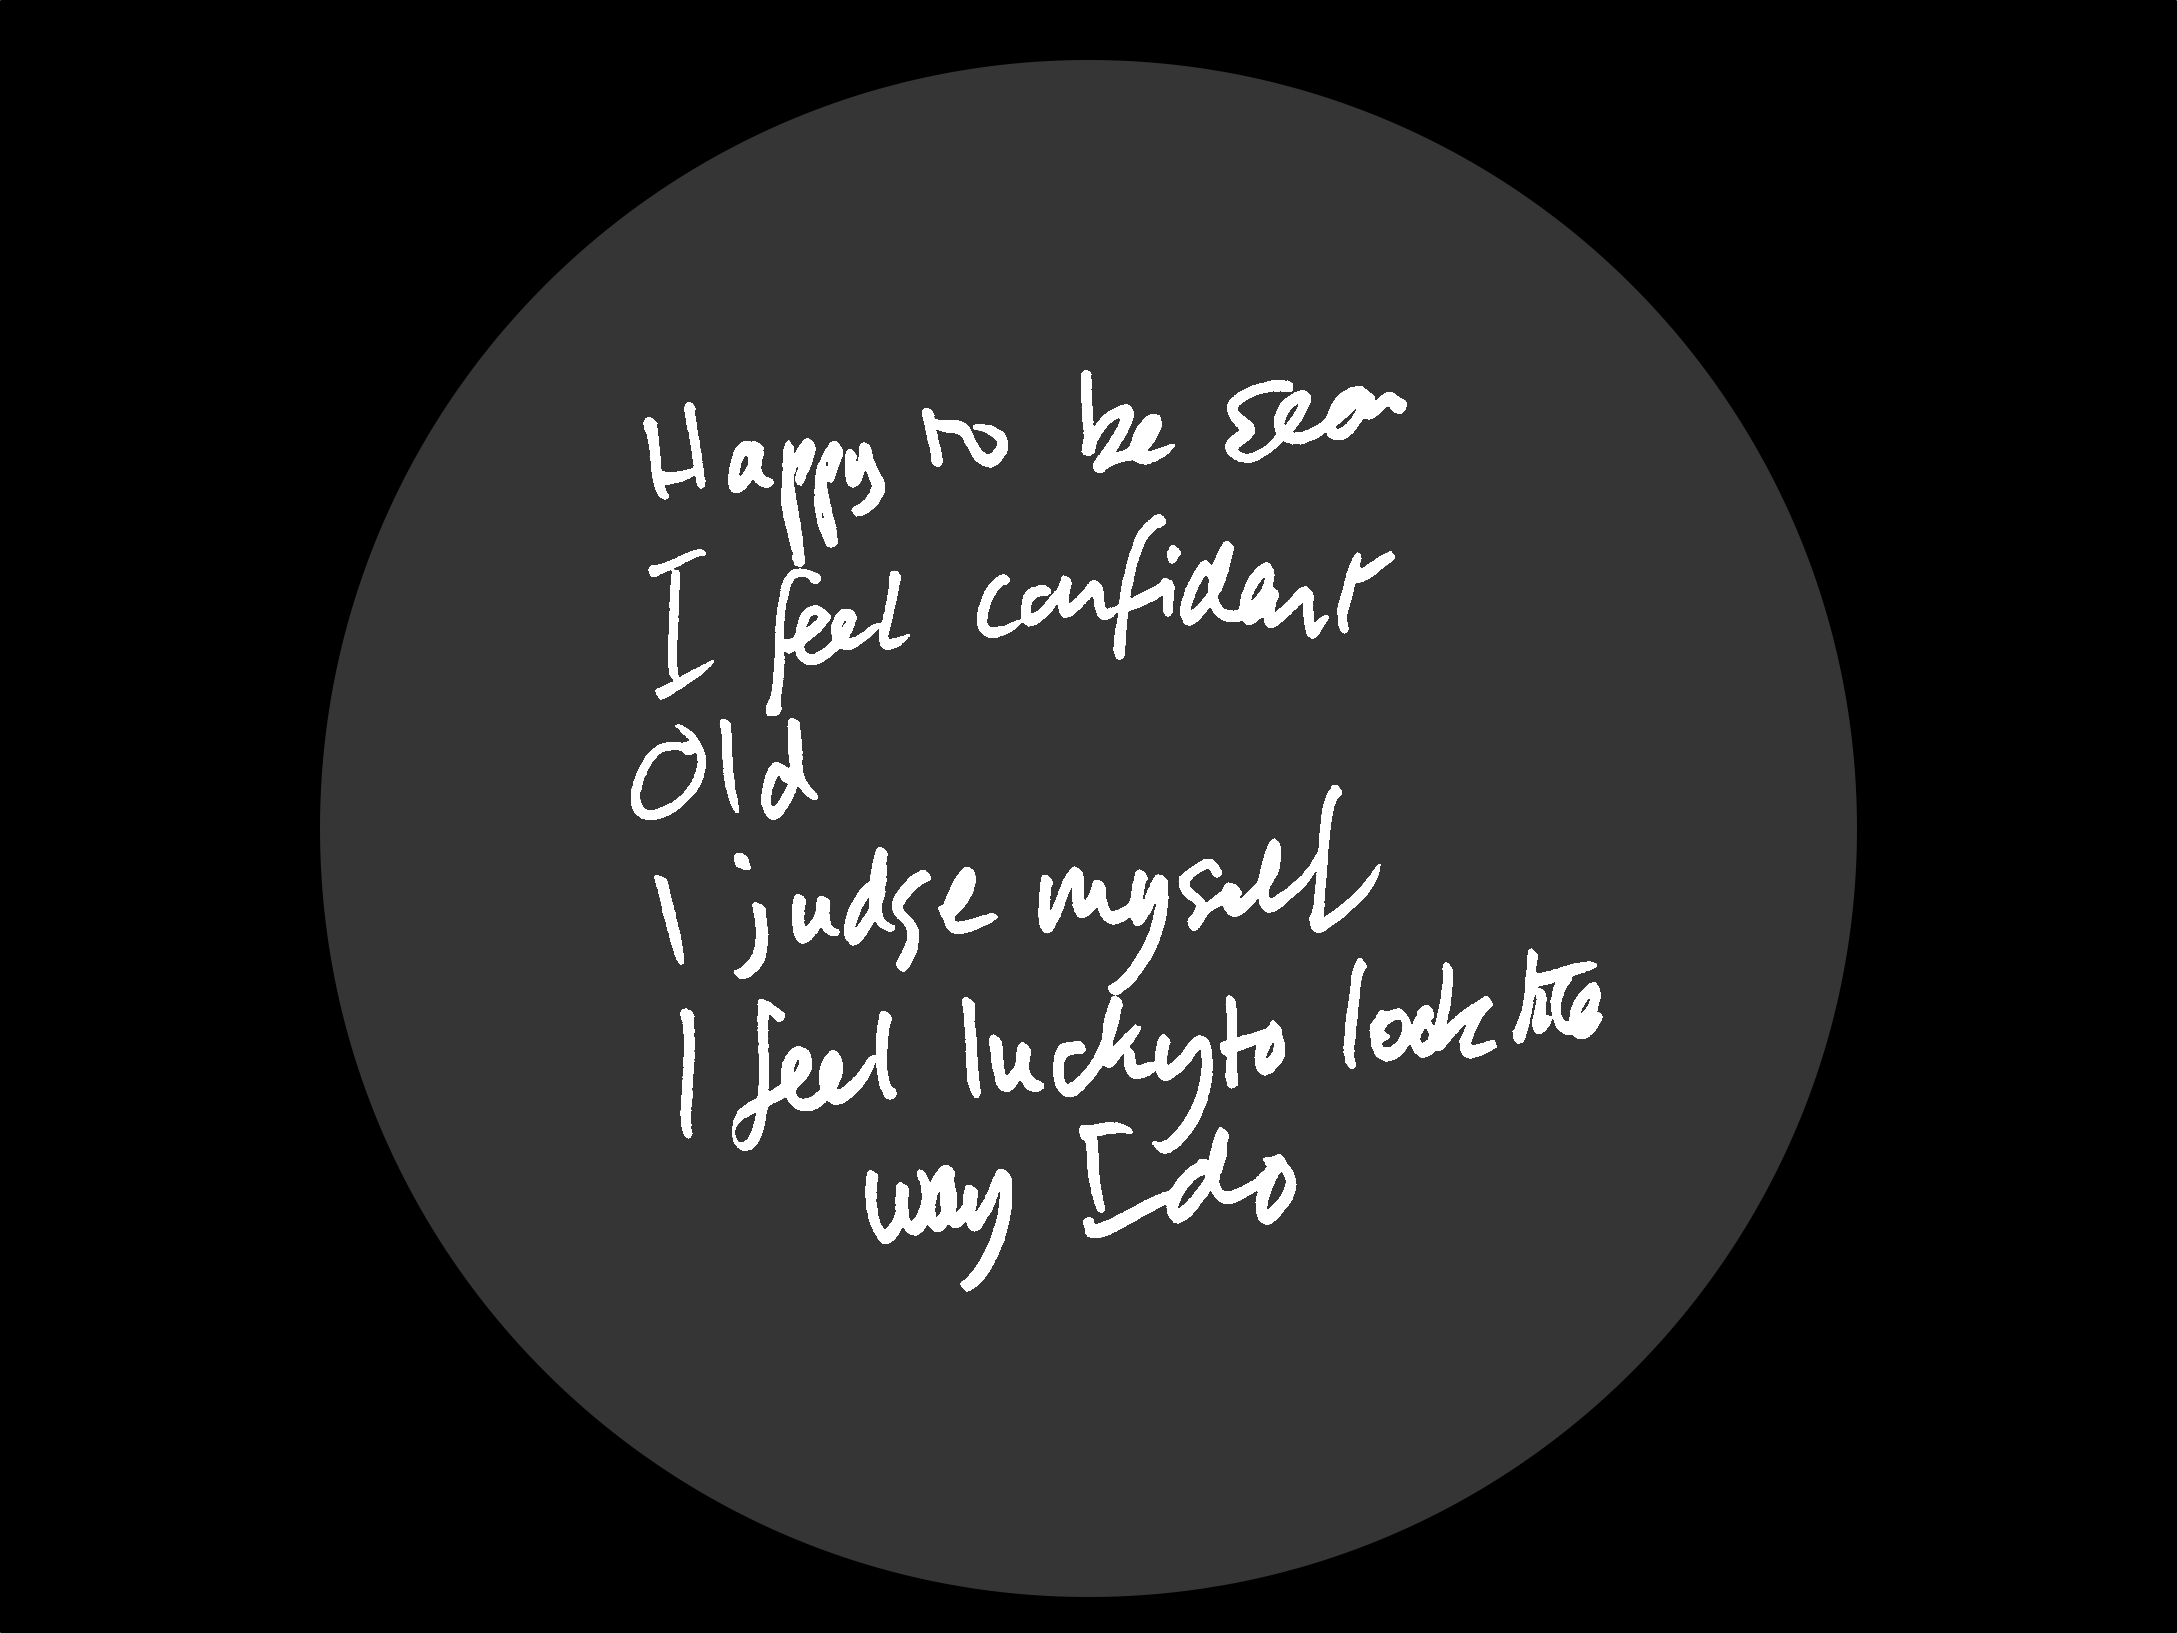 Happy to be seen
I feel confident
Old
I judge myself
I feel lucky to look the
way I do